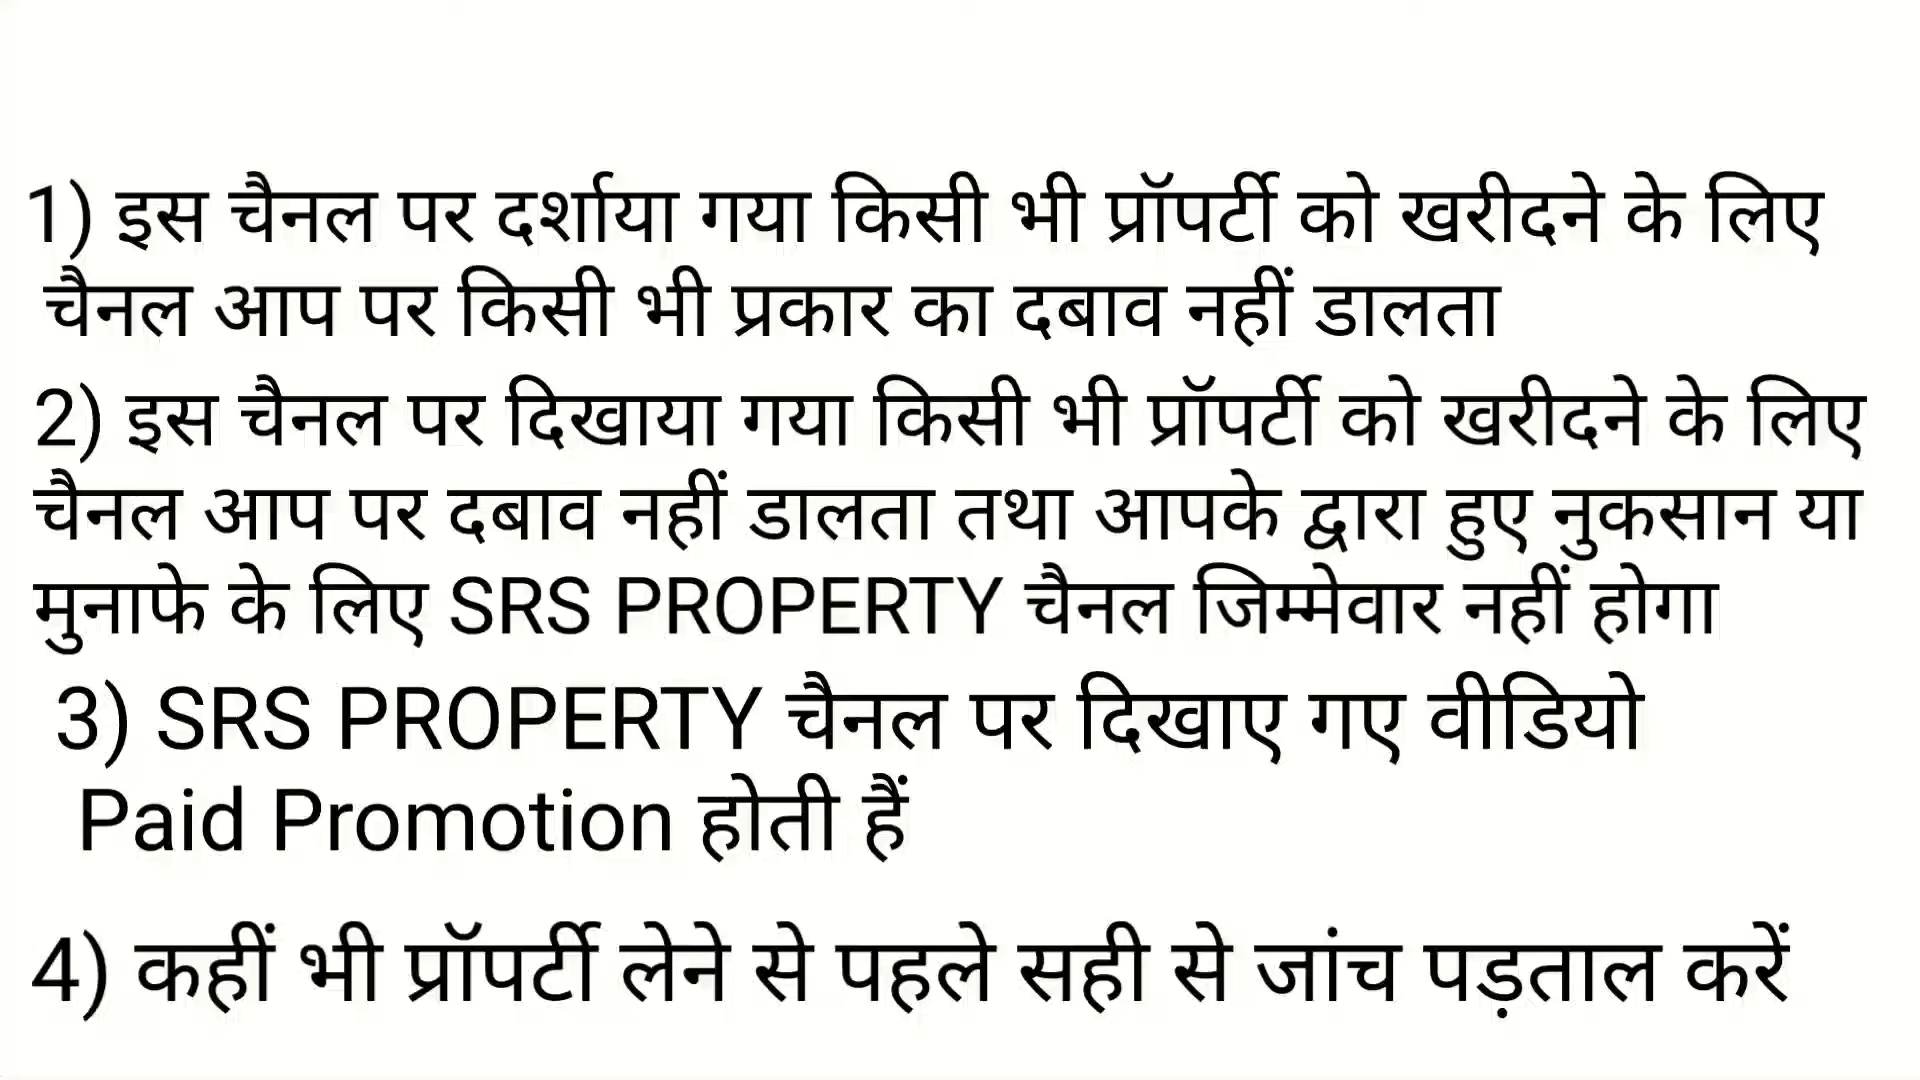 1) इस चैनल पर दर्शाया गया किसी भी प्रॉपर्टी को खरीदने के लिए
चैनल आप पर किसी भी प्रकार का दबाव नहीं डालता
2) इस चैनल पर दिखाया गया किसी भी प्रॉपर्टी को खरीदने के लिए
चैनल आप पर दबाव नहीं डालता तथा आपके द्वारा हुए नुकसान या
मुनाफे के लिए SRS PROPERTY चैनल जिम्मेवार नहीं होगा
3) SRS PROPERTY चैनल पर दिखाए गए वीडियो
Paid Promotion होती हैं
4) कहीं भी प्रॉपर्टी लेने से पहले सही से जांच पड़ताल करें